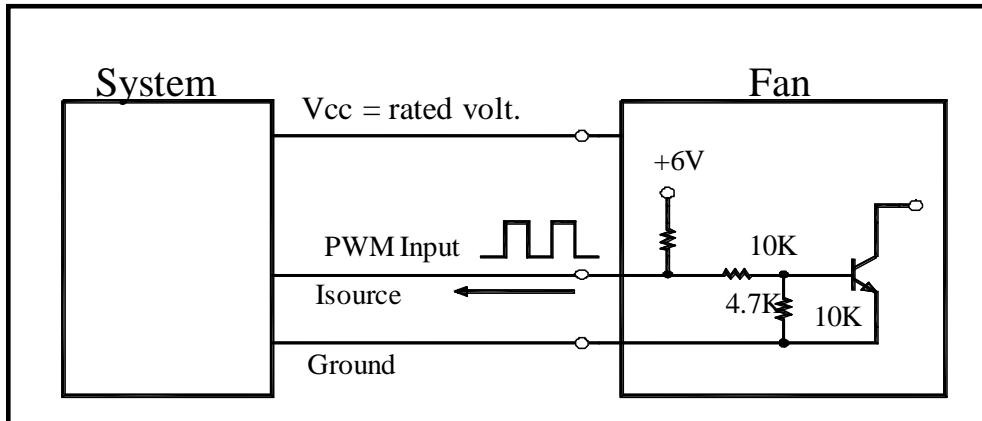 System
Fan
Vcc = rated volt.
+6V
PWM Input
10K
Isource
4.7K
10K
Ground